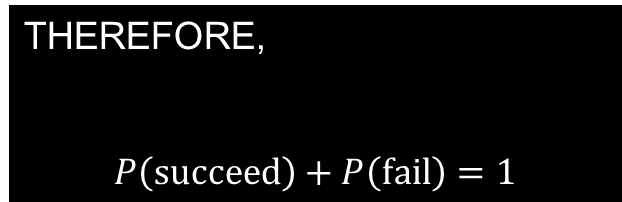 THEREFORE,
P(succeed) + P(fail) = 1